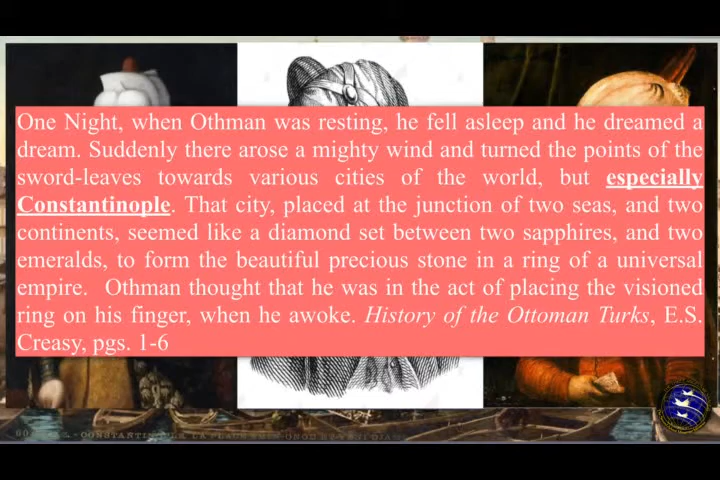 One Night, when Othman was resting, he fell asleep and he dreamed a
dream. Suddenly there arose a mighty wind and turned the points of the
sword-leaves towards various cities of the world, but especially
Constantinople. That city, placed at the junction of two seas, and two
continents, seemed like a diamond set between two sapphires, and two
emeralds, to form the beautiful precious stone in a ring of a universal
empire. Othman thought that he was in the act of placing the visioned
ring on his finger, when he awoke. History of the Ottoman Turks, E.S.
Creasy, pgs. 1-6
CONSTANTINOPLE LA PLACE